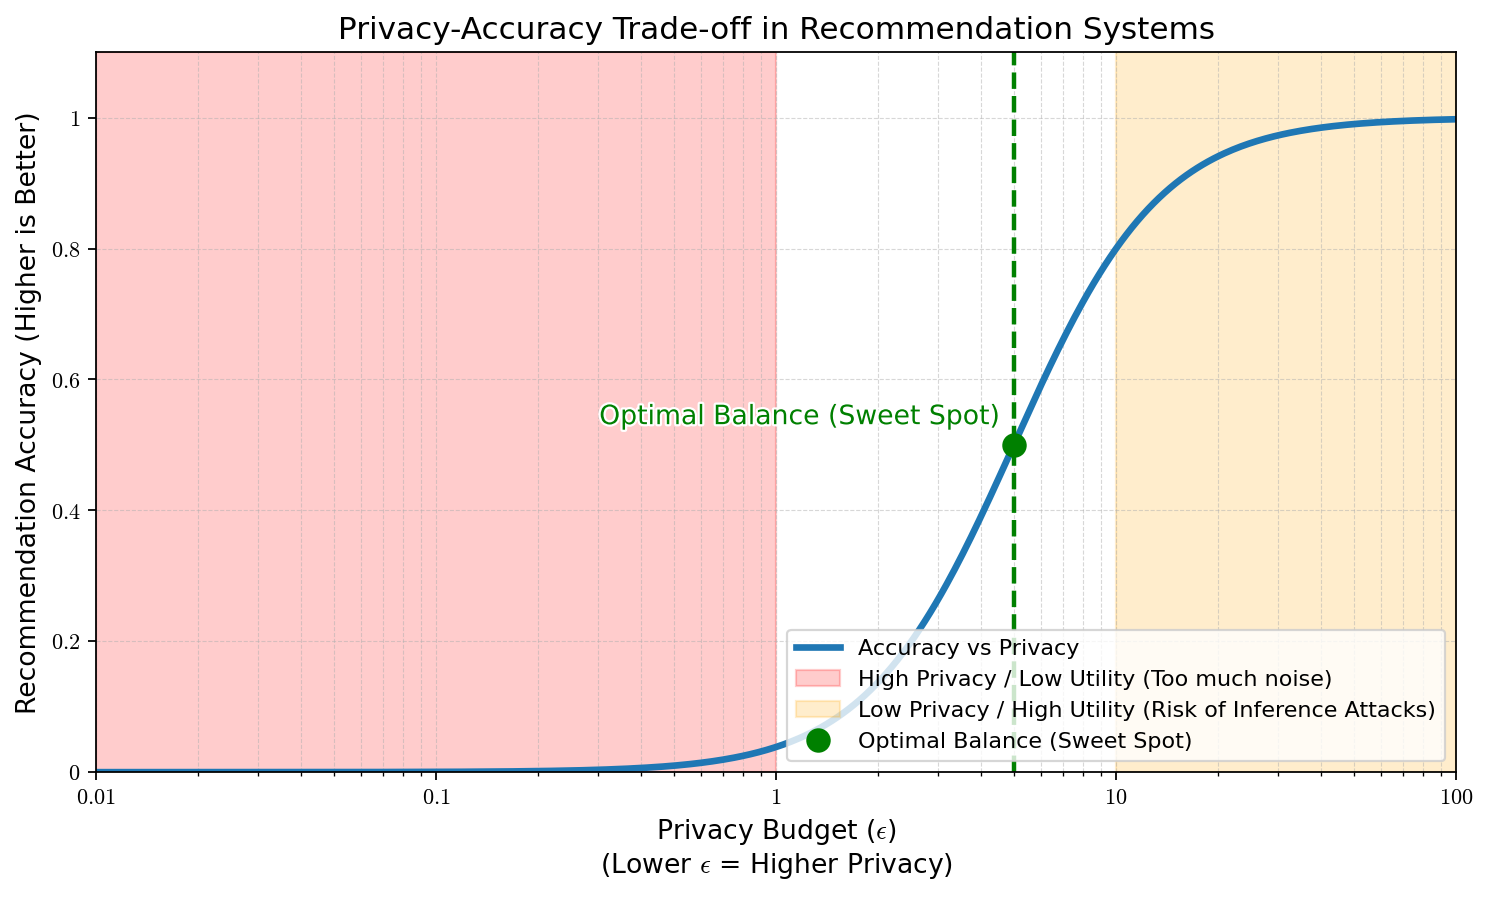 Privacy-Accuracy Trade-off in Recommendation Systems
Recommendation Accuracy (Higher is Better)
1
0.8
0.6
0.4
0.2
0
Optimal Balance (Sweet Spot)
Accuracy vs Privacy
High Privacy / Low Utility (Too much noise)
Low Privacy / High Utility (Risk of Inference Attacks)
Optimal Balance (Sweet Spot)
0.01
0.1
1
10
100
Privacy Budget (ϵ)
(Lower ϵ = Higher Privacy)